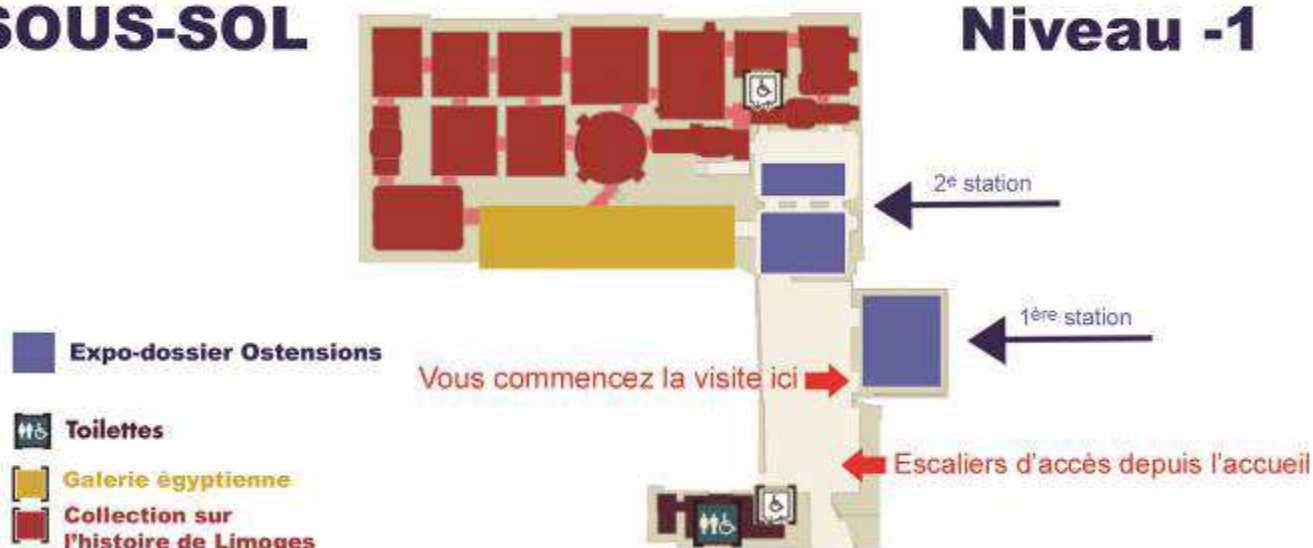 SOUS-SOL
Niveau -1
2e station
1ère station
Expo-dossier Ostensions
Vous commencez la visite ici
Toilettes
Escaliers d'accès depuis l'accueil
Galerie égyptienne
Collection sur
l'histoire de Limoges